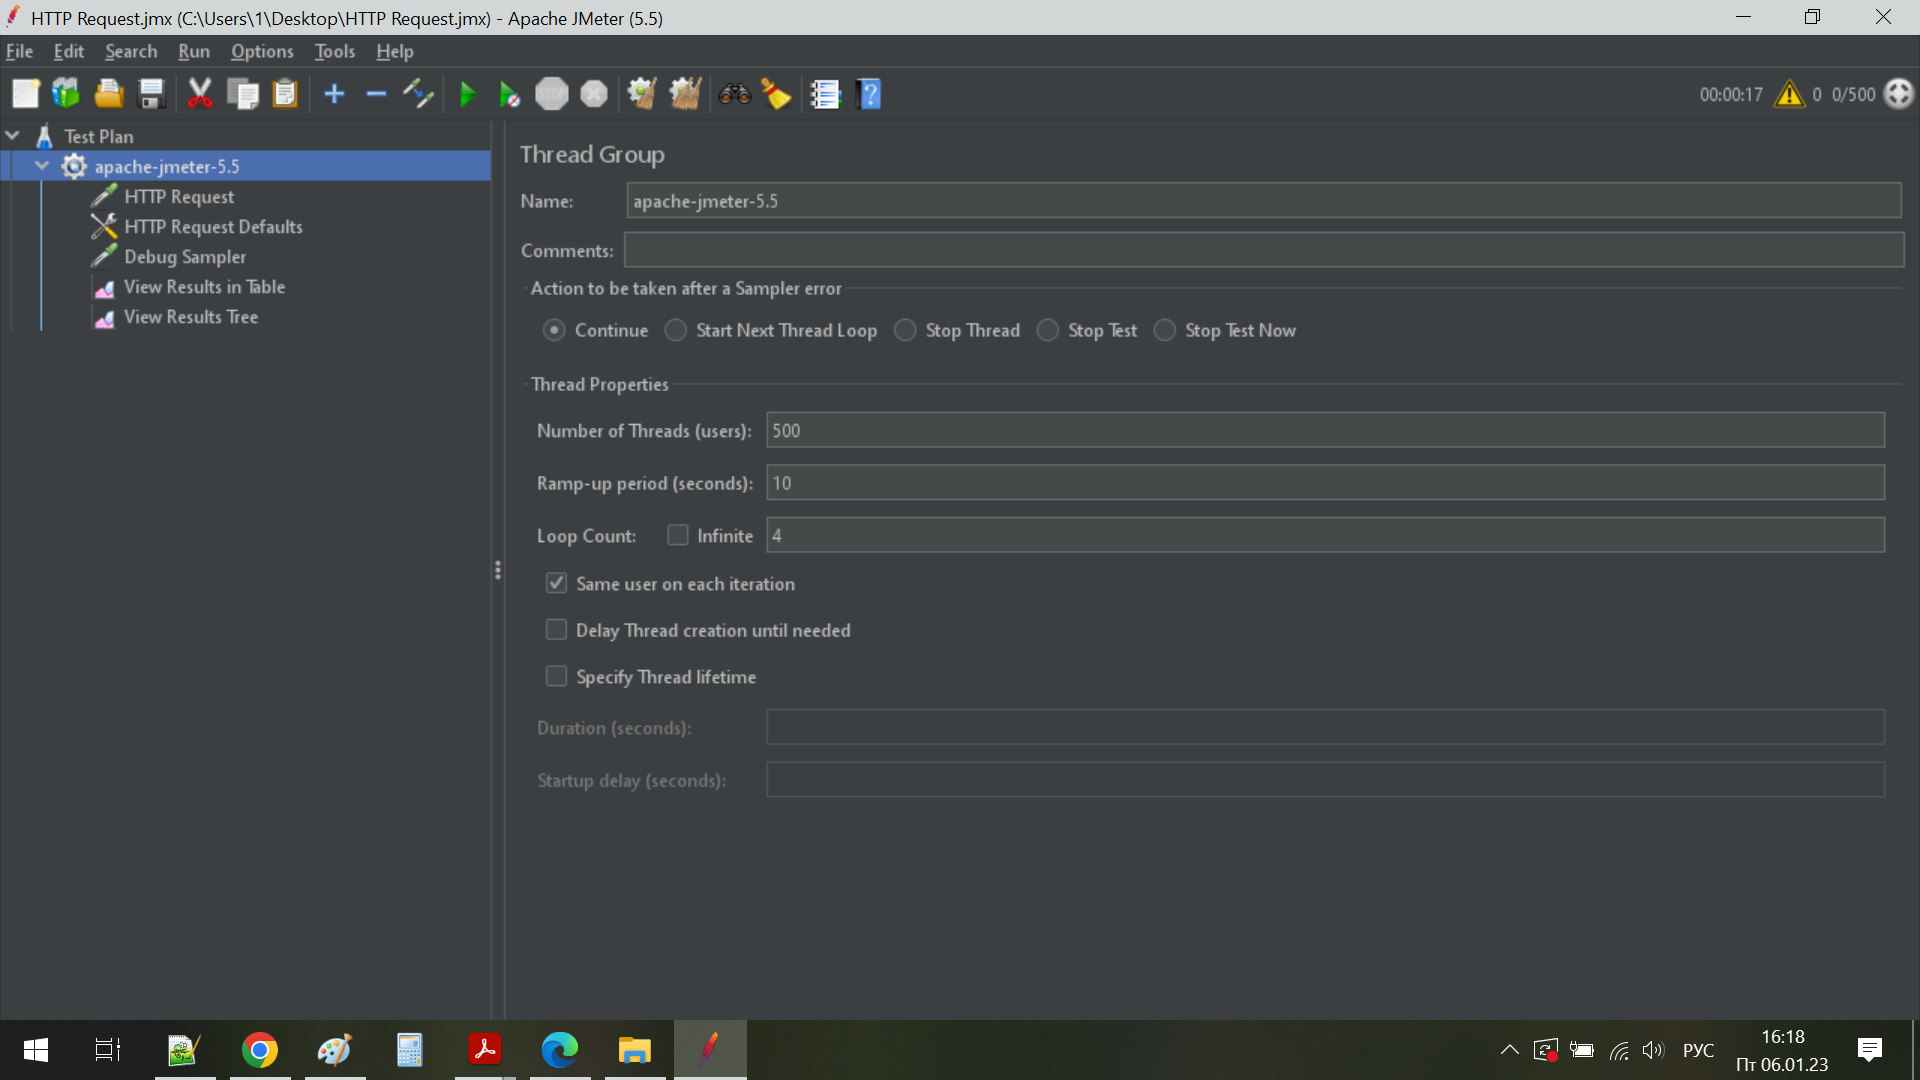 HTTP Request.jmx (C:\Users\1\Desktop\HTTP Request.jmx) - Apache JMeter (5.5)
File Edit Search Run Options Tools Help
STOP
00:00:17 0 0/500
Test Plan
apache-jmeter-5.5
HTTP Request
HTTP Request Defaults
Debug Sampler
View Results in Table
View Results Tree
Thread Group
Name: apache-jmeter-5.5
Comments:
Action to be taken after a Sampler error
Continue Start Next Thread Loop Stop Thread Stop Test Stop Test Now
Thread Properties
Number of Threads (users): 500
Ramp-up period (seconds): 10
Loop Count: Infinite 4
Same user on each iteration
Delay Thread creation until needed
Specify Thread lifetime
Duration (seconds):
Startup delay (seconds):
РУС
16:18
Пт 06.01.23